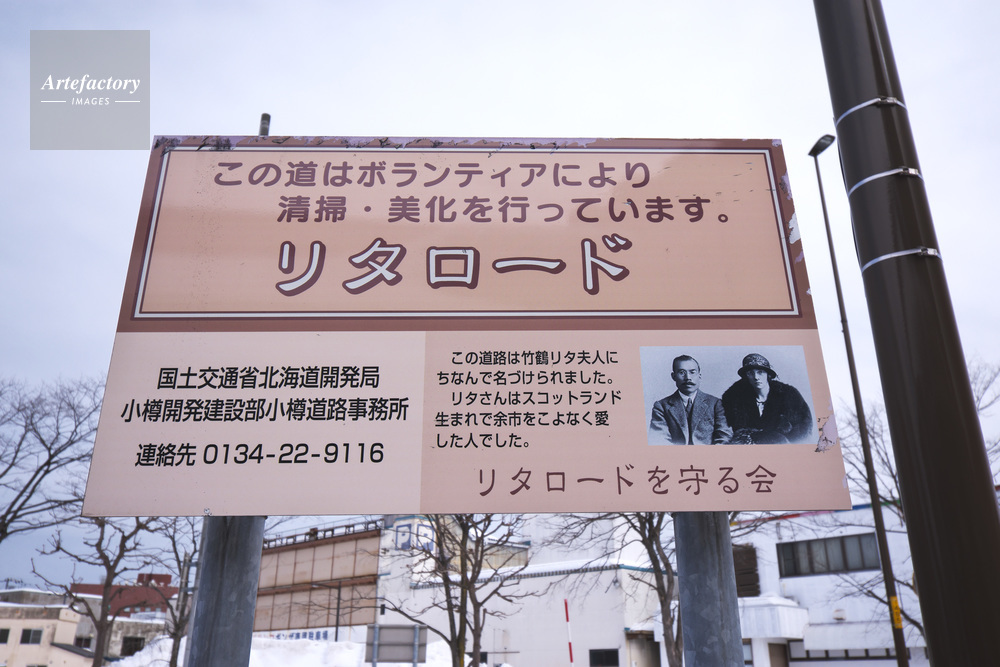 Artefactory
IMAGES
この道はボランティアにより
清掃・美化を行っています。
リタロード
国土交通省北海道開発局
小樽開発建設部小樽道路事務所
連絡先 0134-22-9116
この道路は竹鶴リタ夫人に
ちなんで名づけられました。
リタさんはスコットランド
生まれで余市をこよなく愛
した人でした。
リタロードを守る会